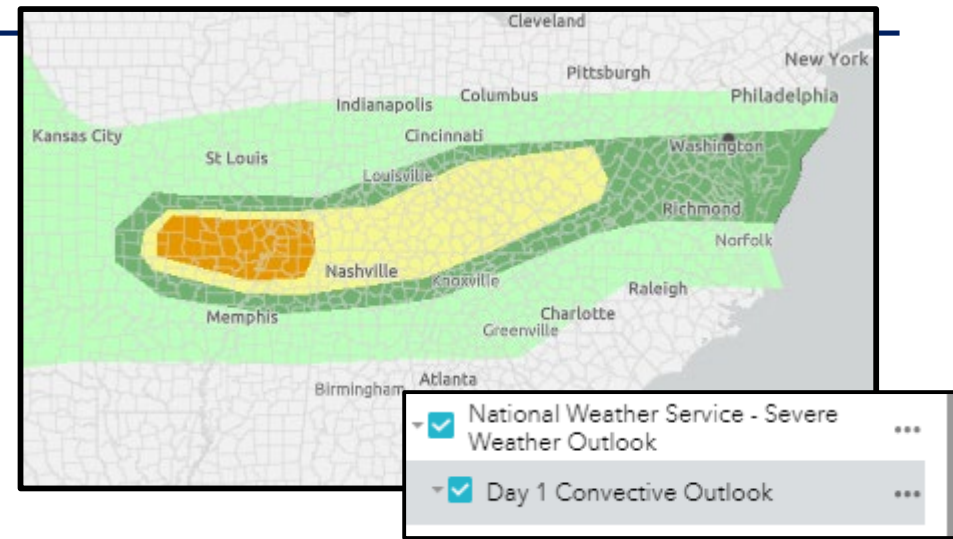 Cleveland
New York
Pittsburgh
Philadelphia
Columbus
Indianapolis
Kansas City
Cincinnati
Washington
St Louis
Louisville
Richmond
Norfolk
Nashville
Knoxville
Raleigh
Memphis
Charlotte
Greenville
Atlanta
Birmingham
National Weather Service - Severe
Weather Outlook
Day 1 Convective Outlook